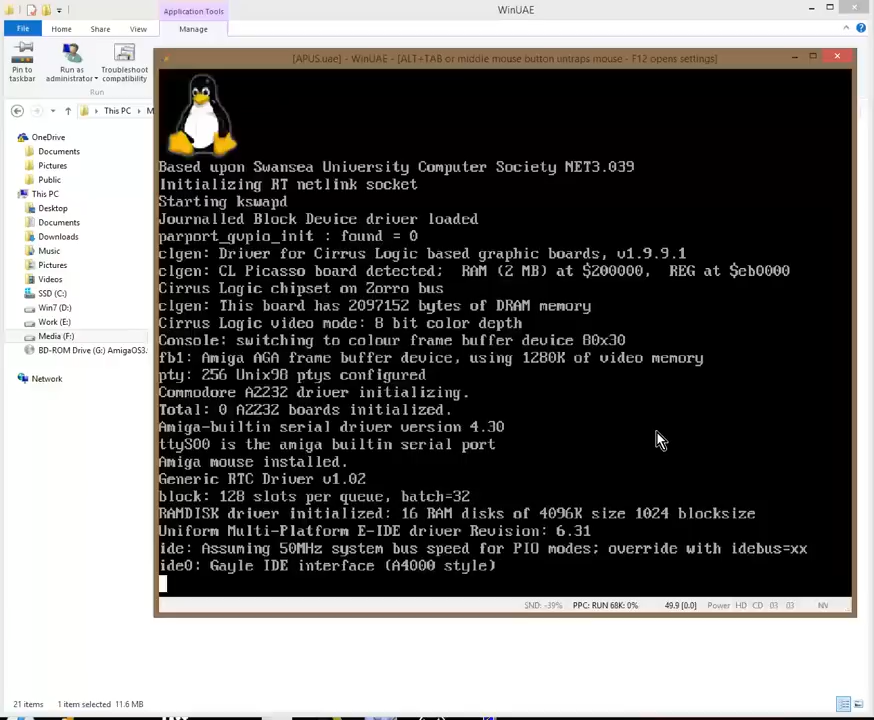 Application Tools
WinUAE
File
Home
Share
View
Manage
Pin to taskbar
Run as administrator
Troubleshoot compatibility
Run
This PC
M
OneDrive
Documents
Pictures
Public
This PC
Desktop
Documents
Downloads
Music
Pictures
Videos
SSD (C:)
Win7 (D:)
Work (E:)
Media (F:)
BD-ROM Drive (G:) AmigaOS3.
Network
[APUS.uae] - WinUAE - [ALT+TAB or middle mouse button untraps mouse - F12 opens settings]
Based upon Swansea University Computer Society NET3.039
Initializing RT netlink socket
Starting kswapd
Journalled Block Device driver loaded
parport_gvpio_init : found = 0
clgen: Driver for Cirrus Logic based graphic boards, v1.9.9.1
clgen: CL Picasso board detected;  RAM (2 MB) at $200000,  REG at $eb0000
Cirrus Logic chipset on Zorro bus
clgen: This board has 2097152 bytes of DRAM memory
Cirrus Logic video mode: 8 bit color depth
Console: switching to colour frame buffer device 80x30
fb1: Amiga AGA frame buffer device, using 1280K of video memory
pty: 256 Unix98 ptys configured
Commodore A2232 driver initializing.
Total: 0 A2232 boards initialized.
Amiga-builtin serial driver version 4.30
ttyS00 is the amiga builtin serial port
Amiga mouse installed.
Generic RTC Driver v1.02
block: 128 slots per queue, batch=32
RAMDISK driver initialized: 16 RAM disks of 4096K size 1024 blocksize
Uniform Multi-Platform E-IDE driver Revision: 6.31
ide: Assuming 50MHz system bus speed for PIO modes; override with idebus=xx
ide0: Gayle IDE interface (A4000 style)
SND: -39% PPC: RUN 68K: 0% 49.9 [0.0] Power HD CD 03 03
21 items 1 item selected 11.6 MB